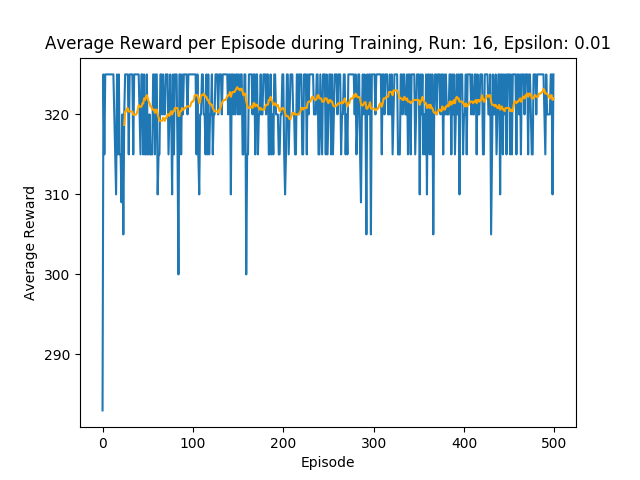 Average Reward per Episode during Training, Run: 16, Epsilon: 0.01
Average Reward
320
310
300
290
0 100 200 300 400 500
Episode